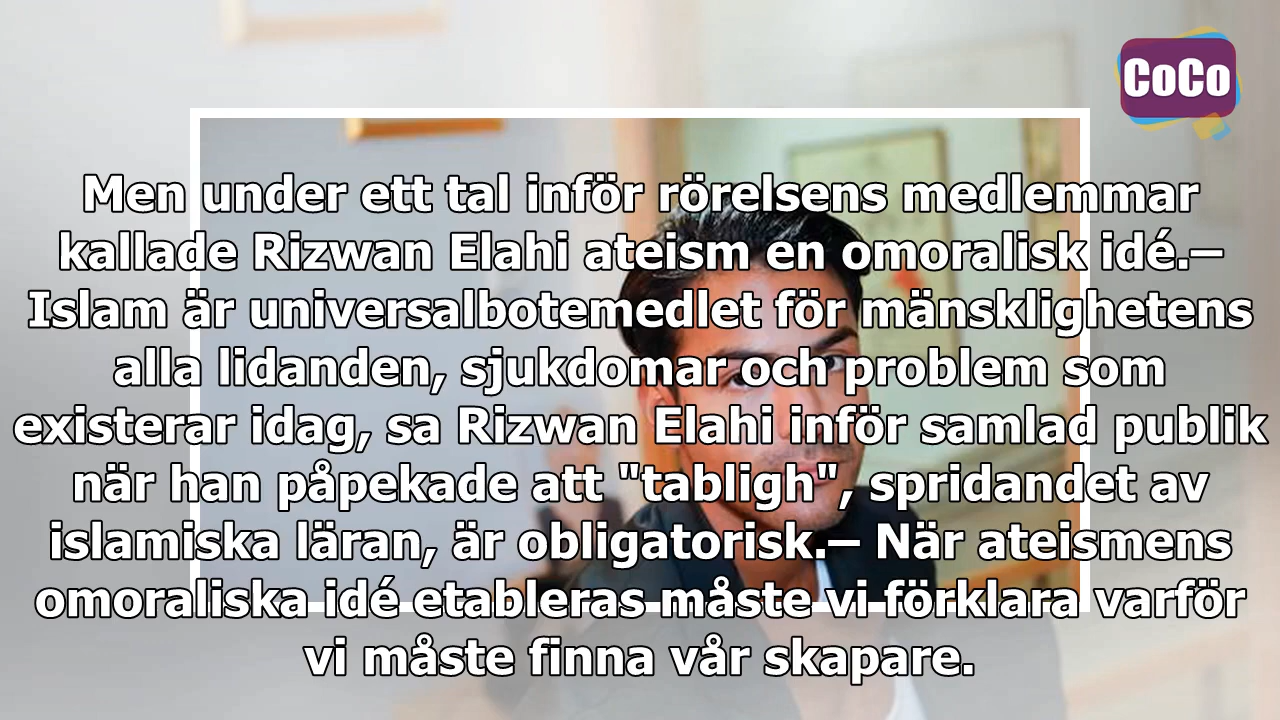 CoCo
Men under ett tal inför rörelsens medlemmar
kallade Rizwan Elahi ateism en omoralisk idé.–
Islam är universalbotemedlet för mänsklighetens
alla lidanden, sjukdomar och problem som
existerar idag, sa Rizwan Elahi inför samlad publik
när han påpekade att "tabligh", spridandet av
islamiska läran, är obligatorisk.– När ateismens
omoraliska idé etableras måste vi förklara varför
vi måste finna vår skapare.